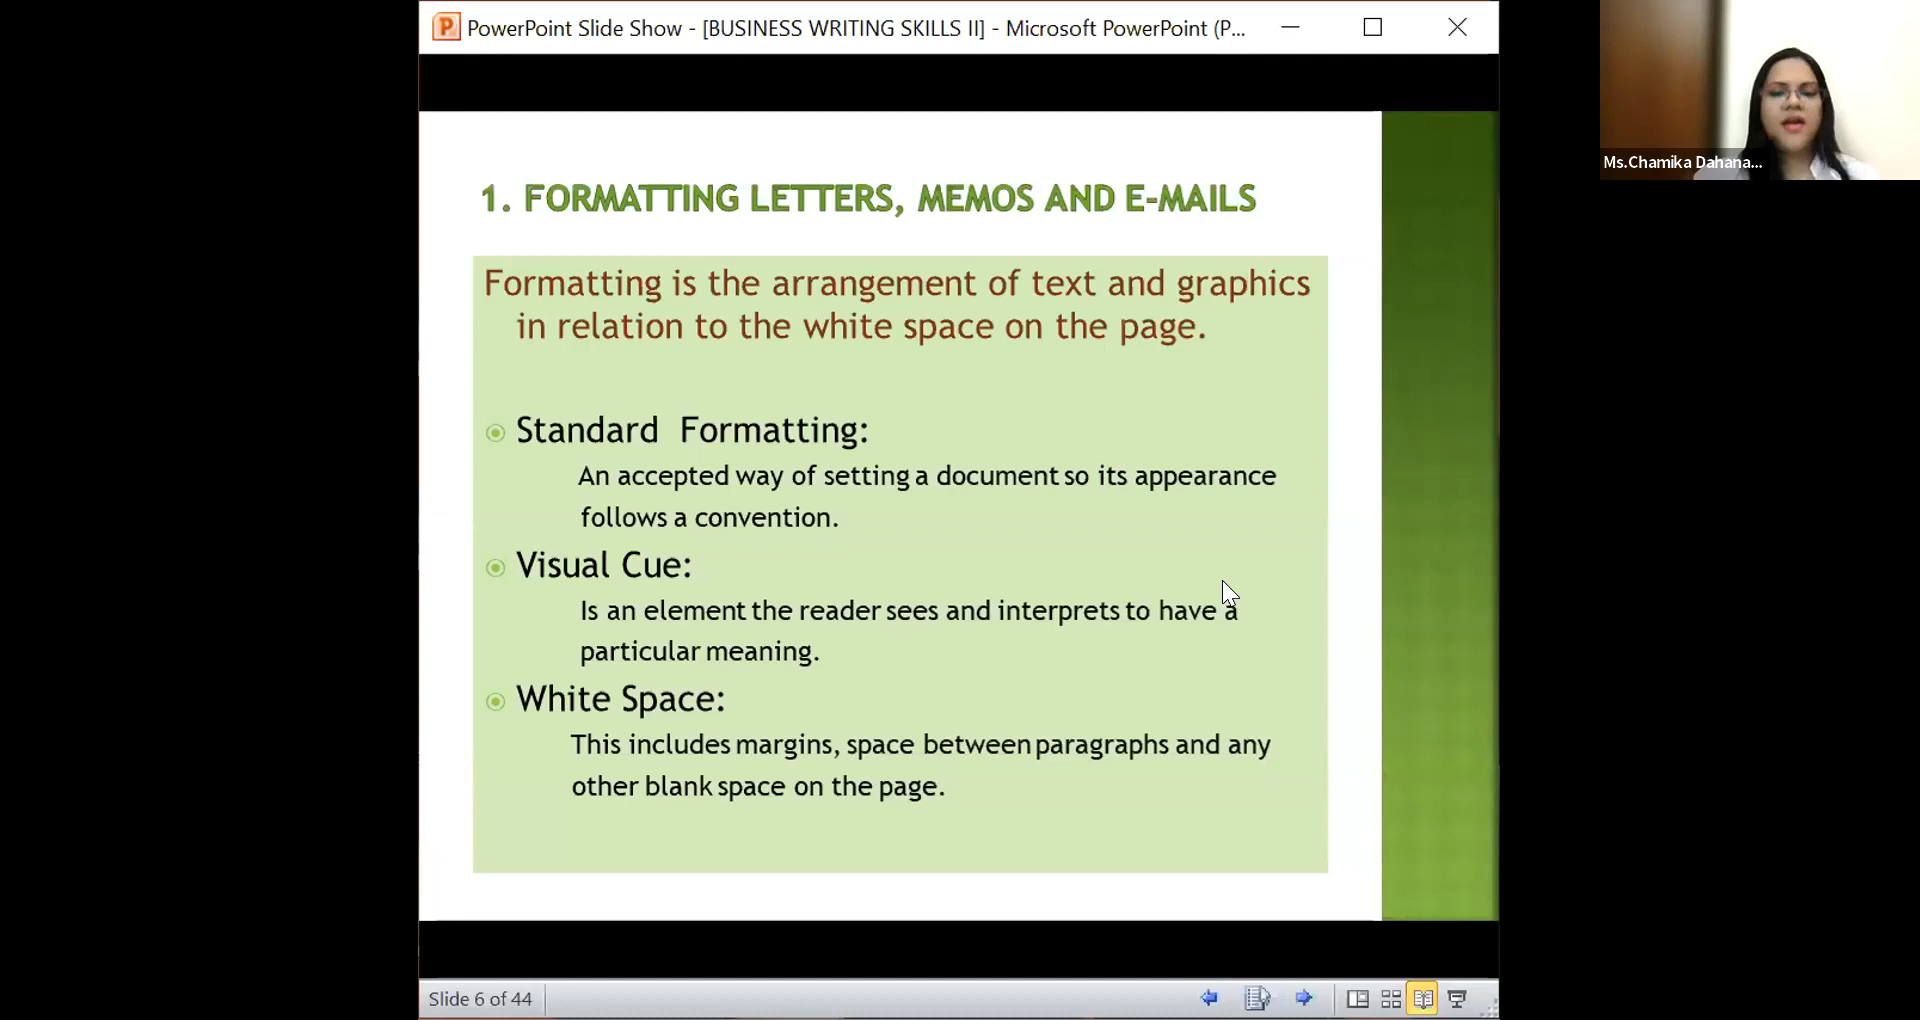 PowerPoint Slide Show - [BUSINESS WRITING SKILLS II] - Microsoft PowerPoint (P...
Ms.Chamika Dahana...
1. FORMATTING LETTERS, MEMOS AND E-MAILS
Formatting is the arrangement of text and graphics
in relation to the white space on the page.
Standard Formatting:
An accepted way of setting a document so its appearance
follows a convention.
Visual Cue:
Is an element the reader sees and interprets to have a
particular meaning.
White Space:
This includes margins, space between paragraphs and any
other blank space on the page.
Slide 6 of 44